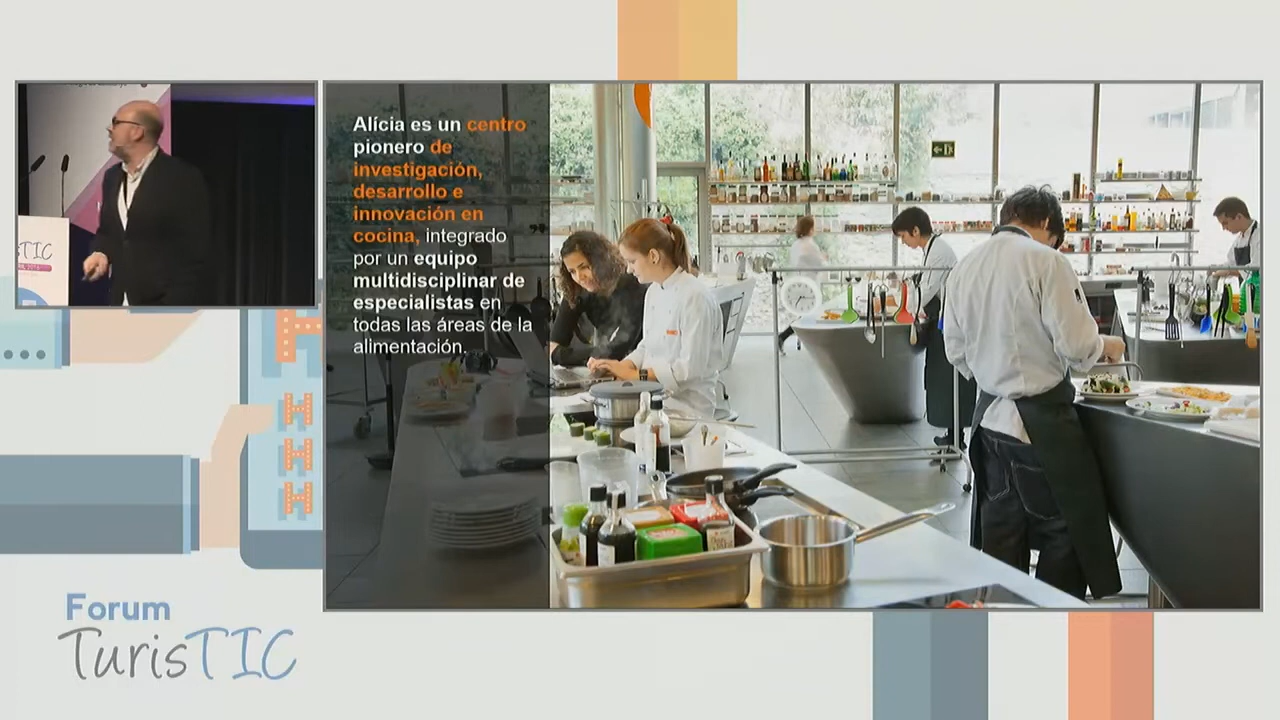 Alícia es un centro
pionero de
investigación,
desarrollo e
innovación en
cocina, integrado
por un equipo
multidisciplinar de
especialistas en
todas las áreas de la
alimentación.
TIC
Forum
TurisTIC